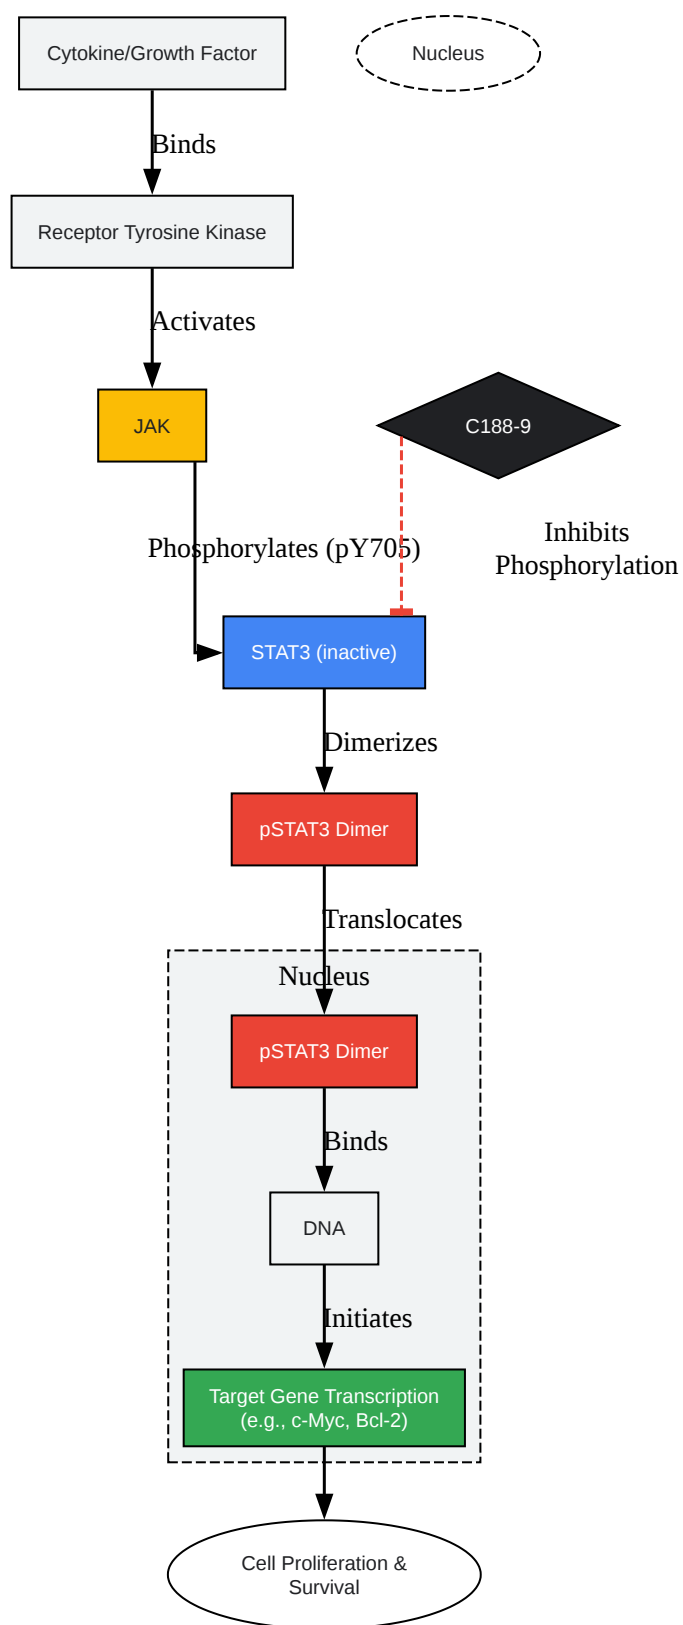 Cytokine/Growth Factor
Nucleus
Binds
Receptor Tyrosine Kinase
Activates
JAK
C188-9
Phosphorylates (pY705)
Inhibits
Phosphorylation
STAT3 (inactive)
Dimerizes
pSTAT3 Dimer
Translocates
Nucleus
pSTAT3 Dimer
Binds
DNA
Initiates
Target Gene Transcription
(e.g., c-Myc, Bcl-2)
Cell Proliferation &
Survival